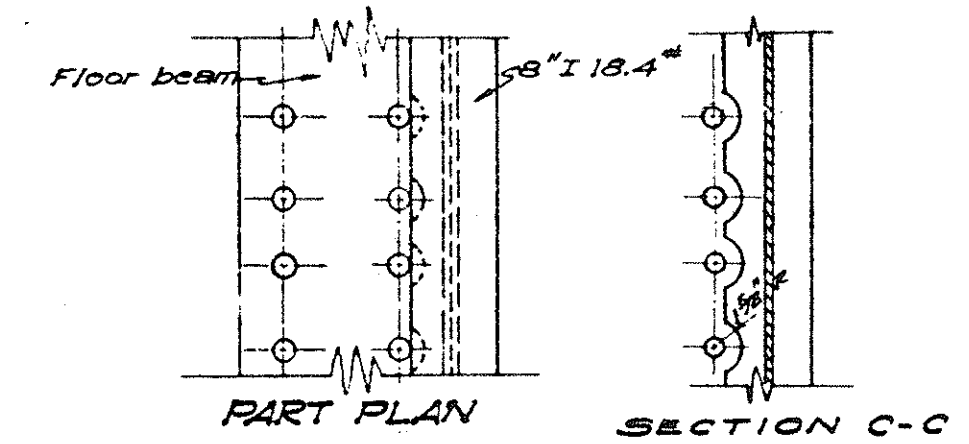 Floor beam
8" I 18.4#
5/8" R
PART PLAN
SECTION C-C